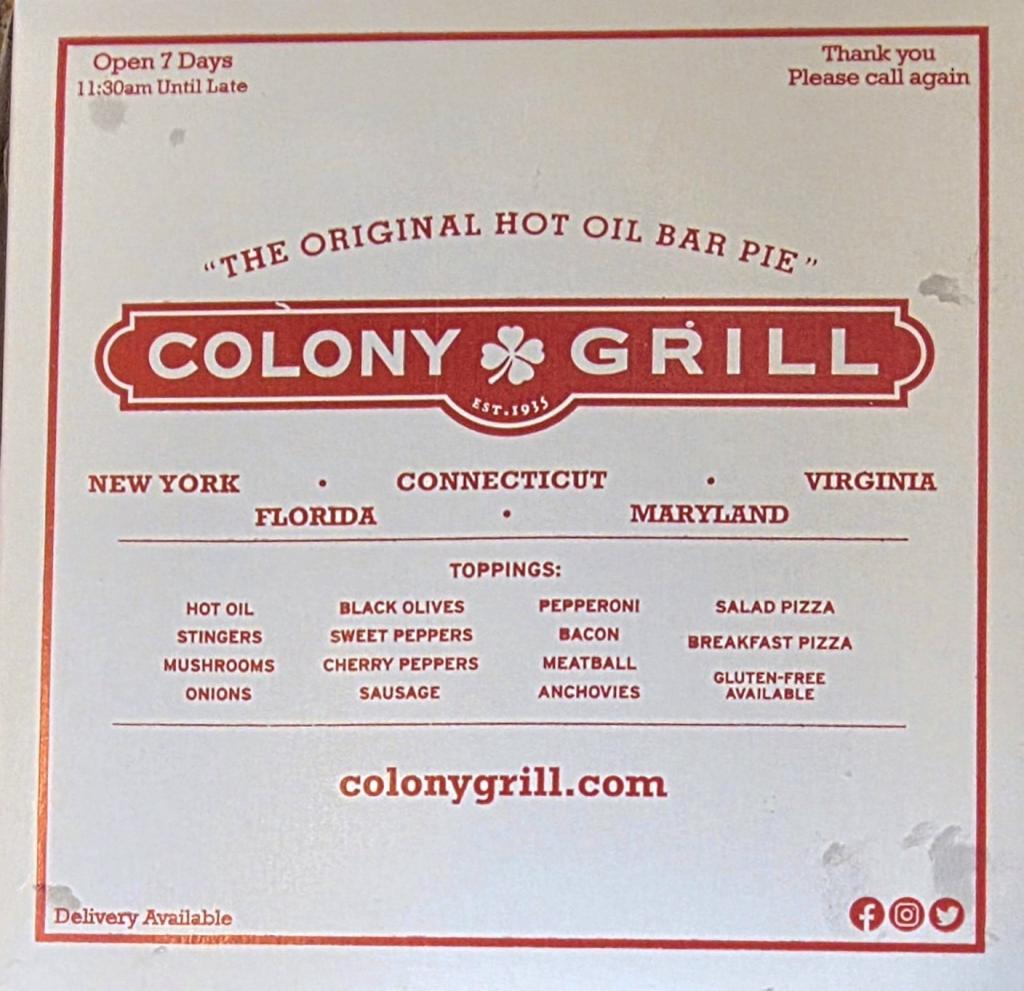 Open 7 Days
11:30am Until Late
Thank you
Please call again
“THE ORIGINAL HOT OIL BAR PIE”
COLONY GRILL
EST. 1935
NEW YORK • CONNECTICUT • VIRGINIA
FLORIDA • MARYLAND
TOPPINGS:
HOT OIL
STINGERS
MUSHROOMS
ONIONS
BLACK OLIVES
SWEET PEPPERS
CHERRY PEPPERS
SAUSAGE
PEPPERONI
BACON
MEATBALL
ANCHOVIES
SALAD PIZZA
BREAKFAST PIZZA
GLUTEN-FREE
AVAILABLE
colonygrill.com
Delivery Available